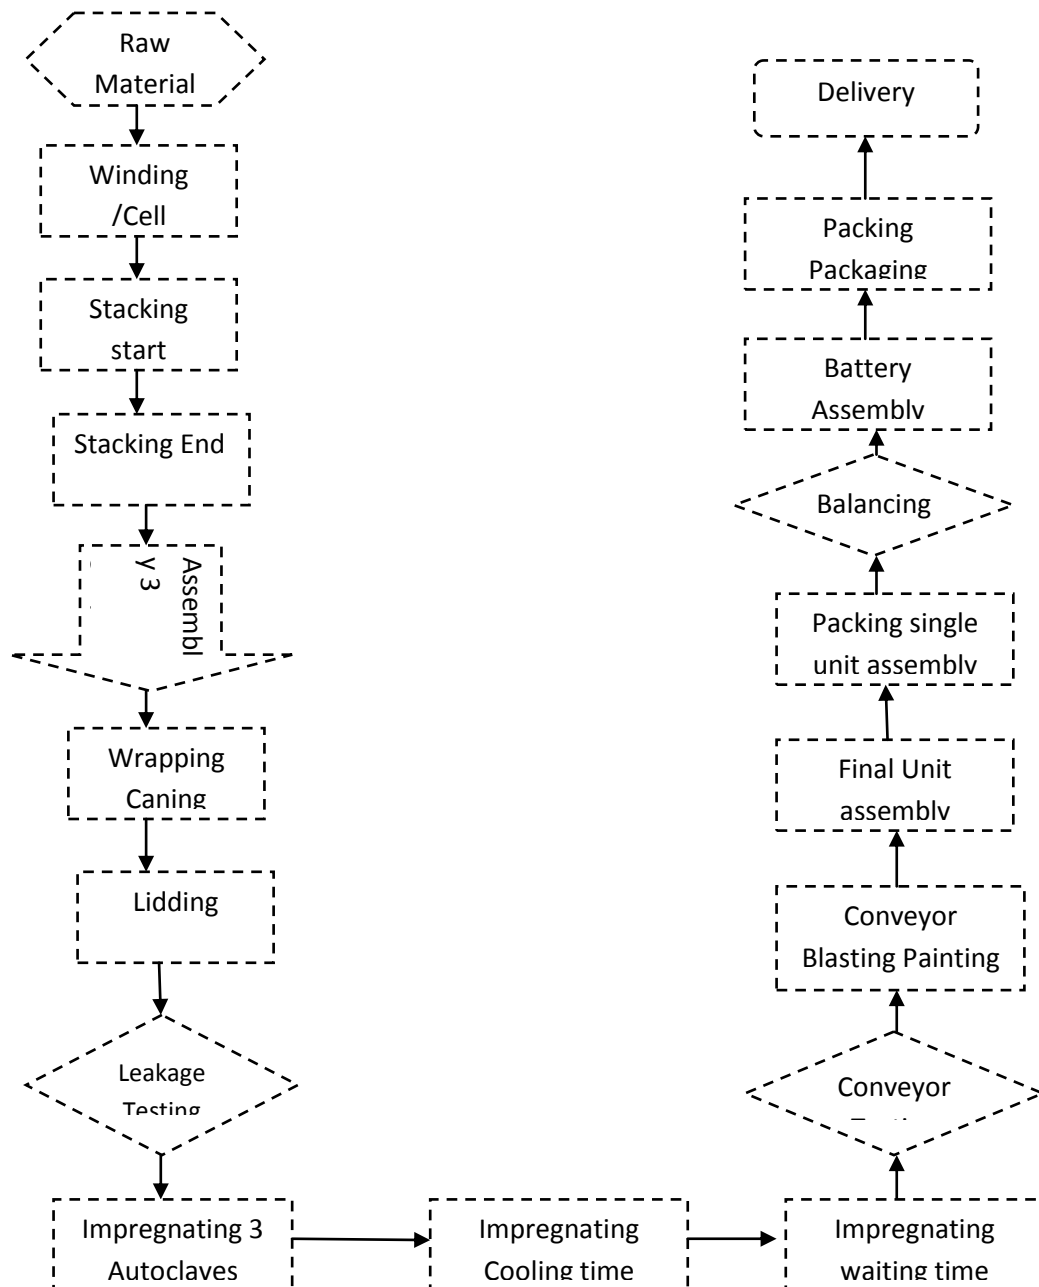 Raw
Material
Winding
/Cell
Stacking
start
Stacking End
Assembl
y 3
Wrapping
Caning
Lidding
Leakage
Testing
Impregnating 3
Autoclaves
Impregnating
Cooling time
Impregnating
waiting time
Conveyor
Conveyor
Blasting Painting
Final Unit
assembly
Packing single
unit assembly
Balancing
Battery
Assembly
Packing
Packaging
Delivery